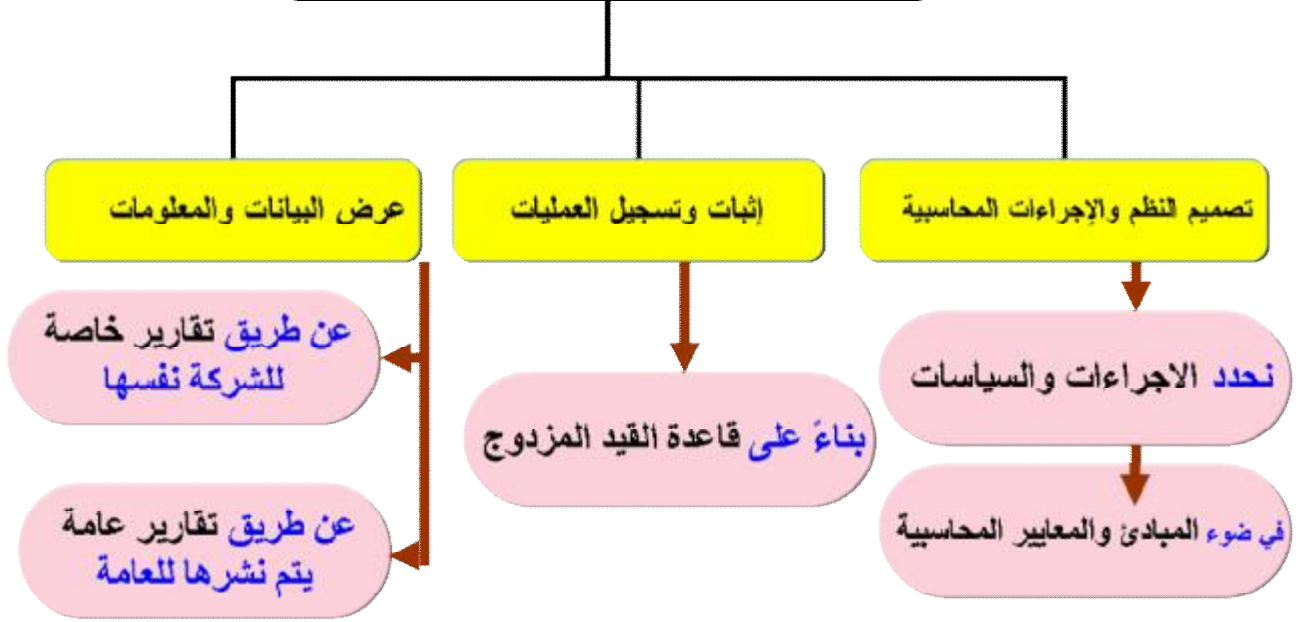 تصميم النظم والإجراءات المحاسبية
إثبات وتسجيل العمليات
عرض البيانات والمعلومات
نحدد الاجراءات والسياسات
في ضوء المبادئ والمعايير المحاسبية
بناءً على قاعدة القيد المزدوج
عن طريق تقارير خاصة
للشركة نفسها
عن طريق تقارير عامة
يتم نشرها للعامة